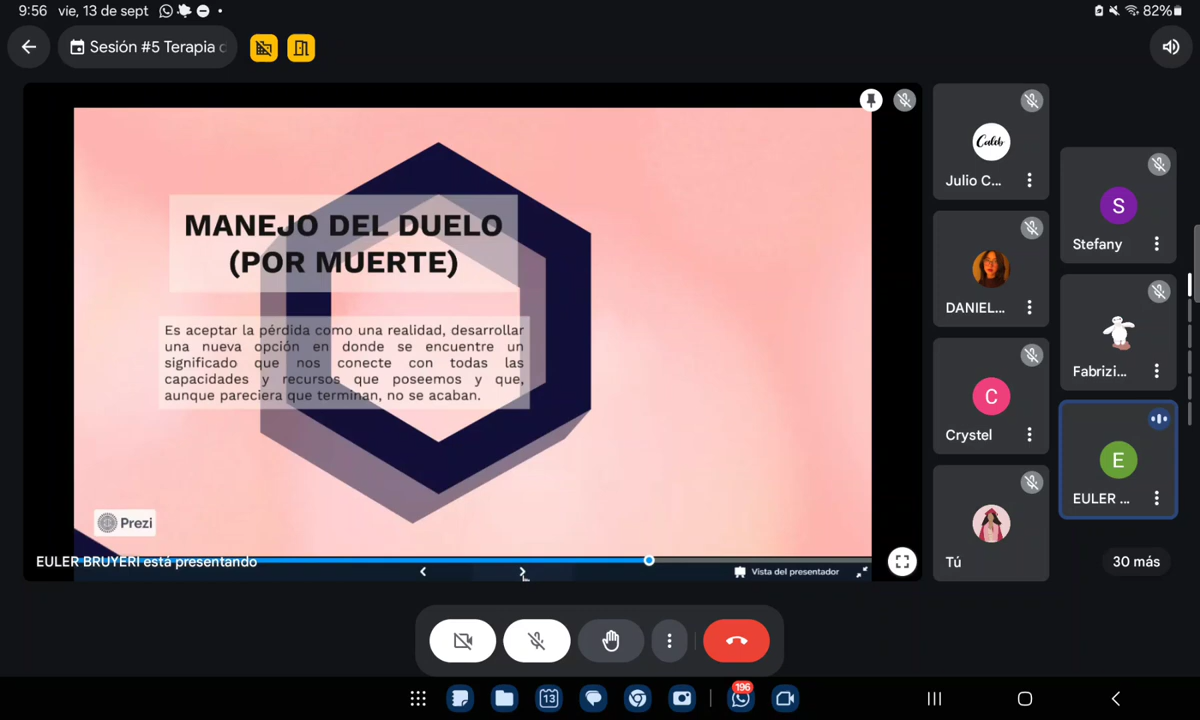 9:56 vie, 13 de sept
82%
Sesión #5 Terapia
MANEJO DEL DUELO
(POR MUERTE)
Es aceptar la pérdida como una realidad, desarrollar
una nueva opción en donde se encuentre un
significado que nos conecte con todas las
capacidades y recursos que poseemos y que,
aunque pareciera que terminan, no se acaban.
Prezi
EULER BRUYERI está presentando
Vista del presentador
Caleb
Julio C...
DANIEL...
C
Crystel
Tú
S
Stefany
Fabrizi...
E
EULER ...
30 más
13
196